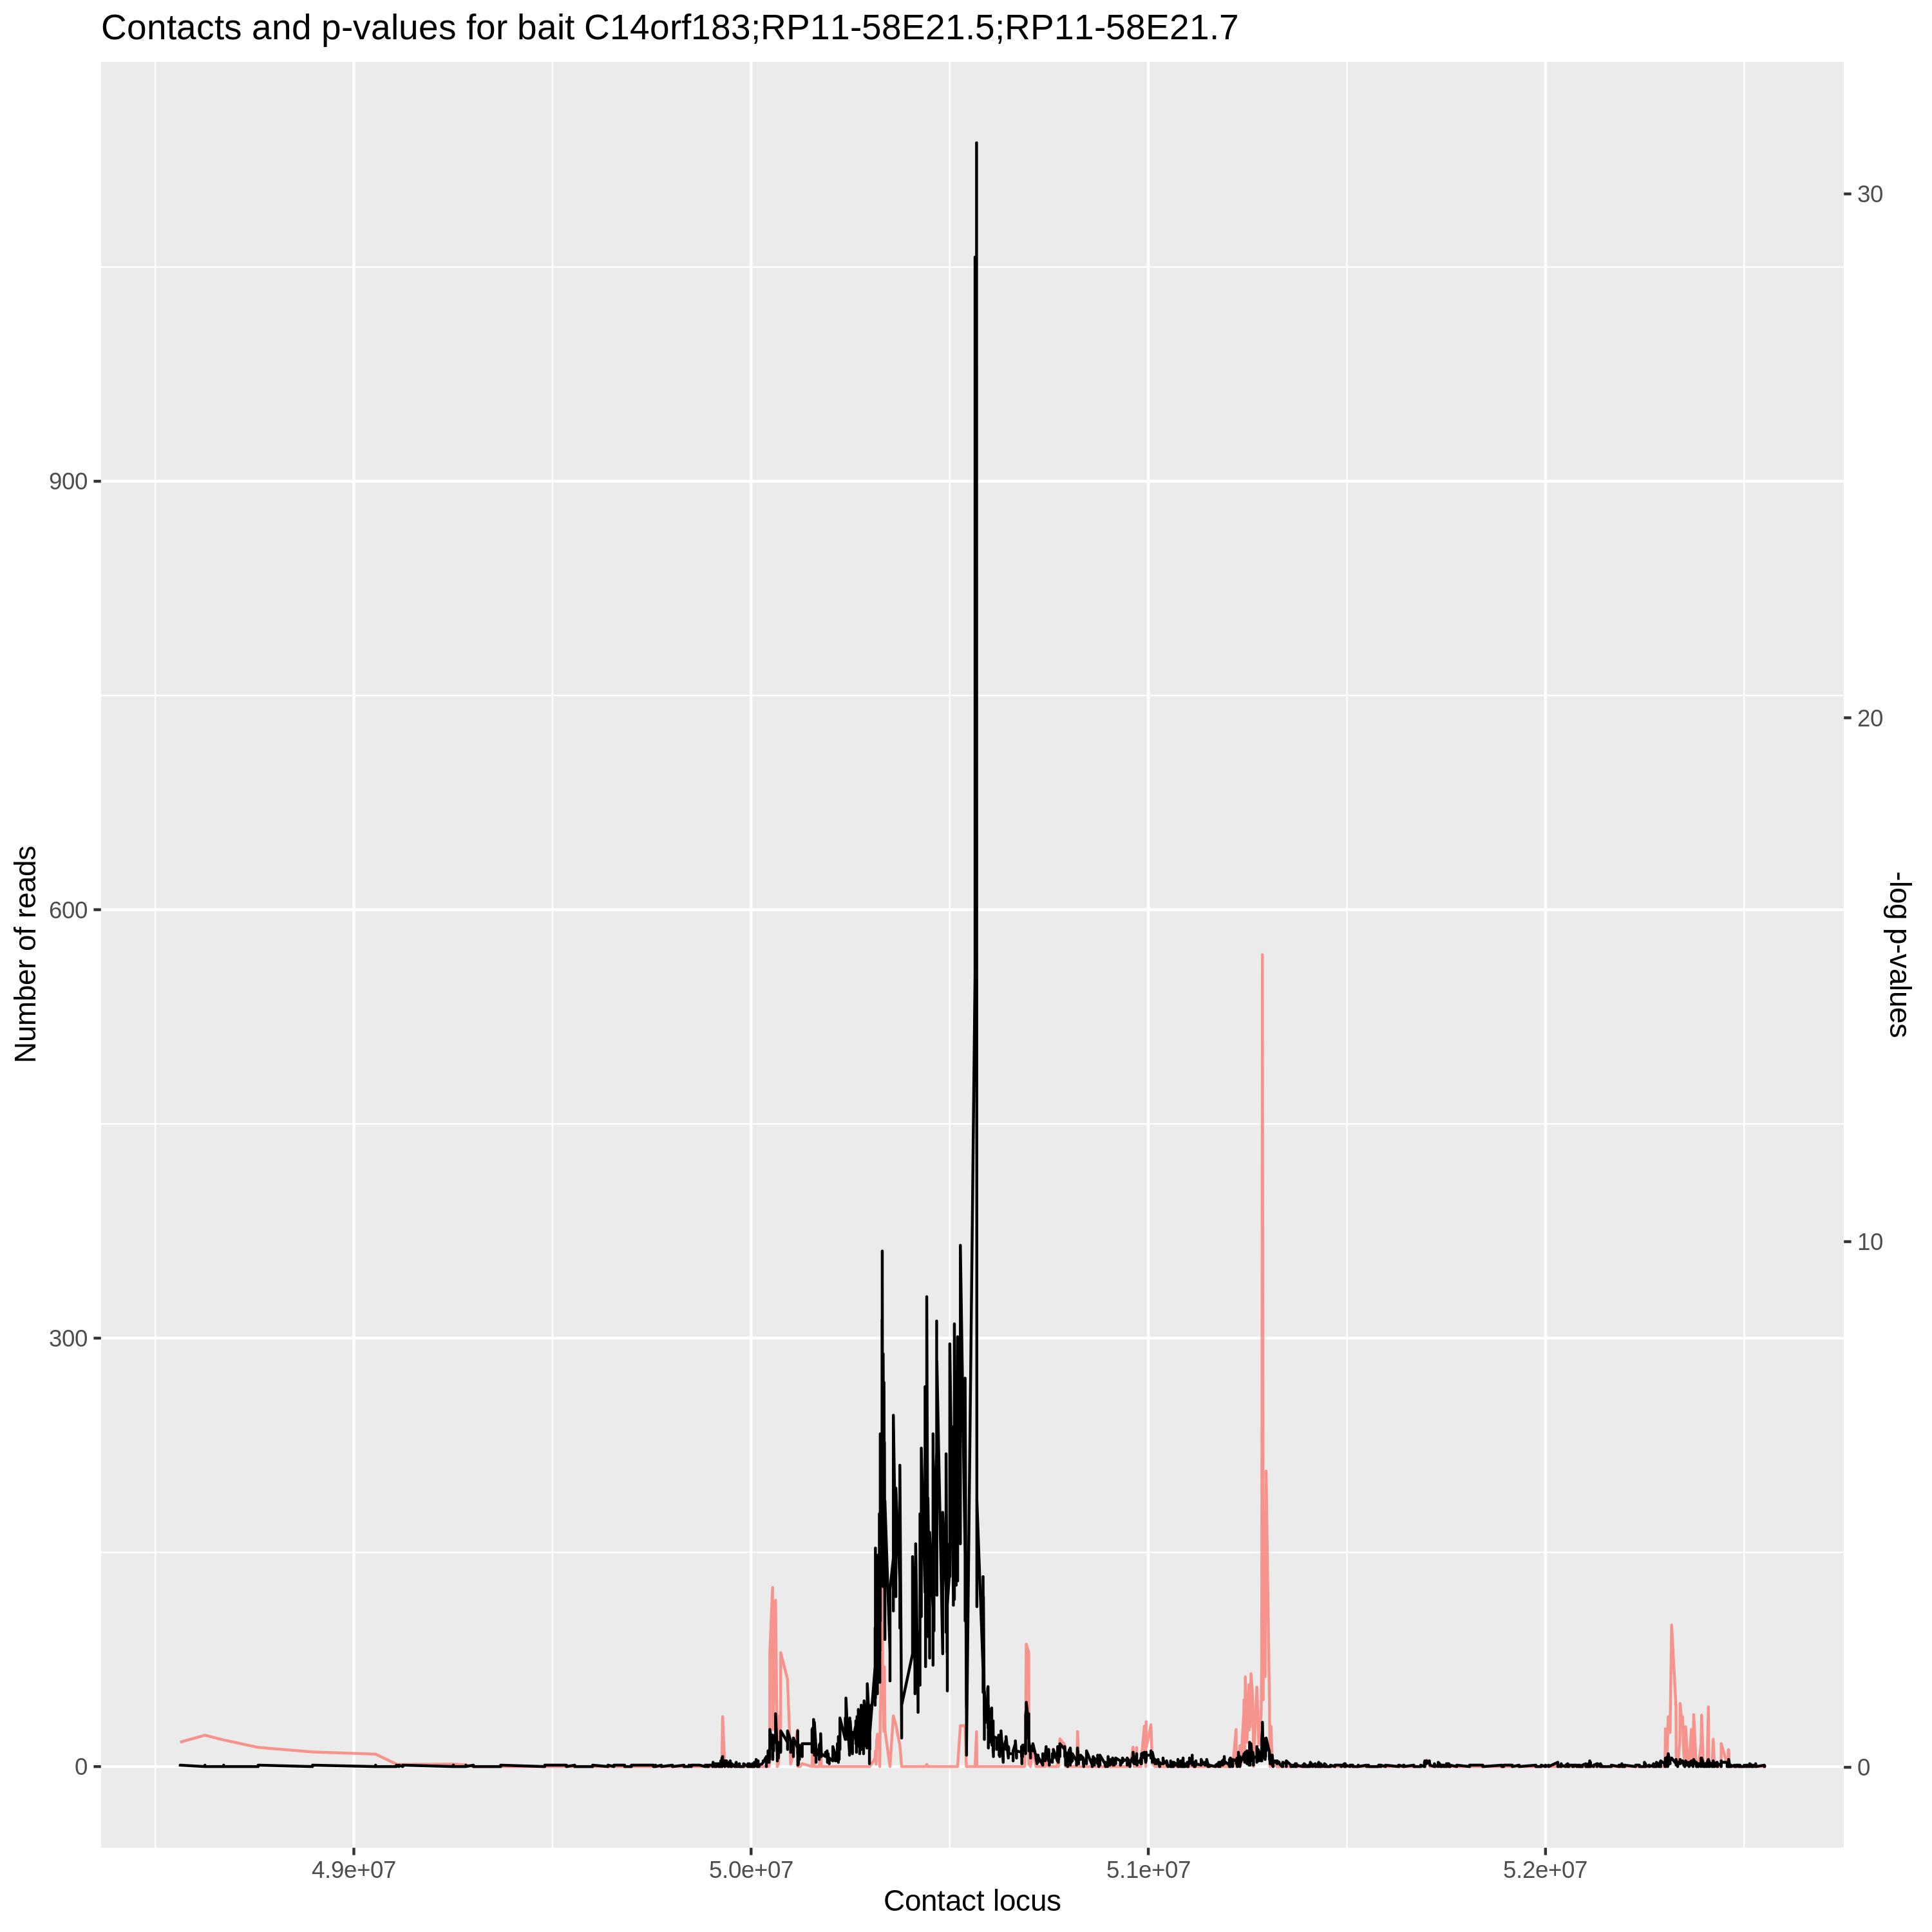 Contacts and p-values for bait C14orf183;RP11-58E21.5;RP11-58E21.7
Number of reads
900
600
300
0
30
20
10
0
-log p-values
4.9e+07
5.0e+07
5.1e+07
5.2e+07
Contact locus